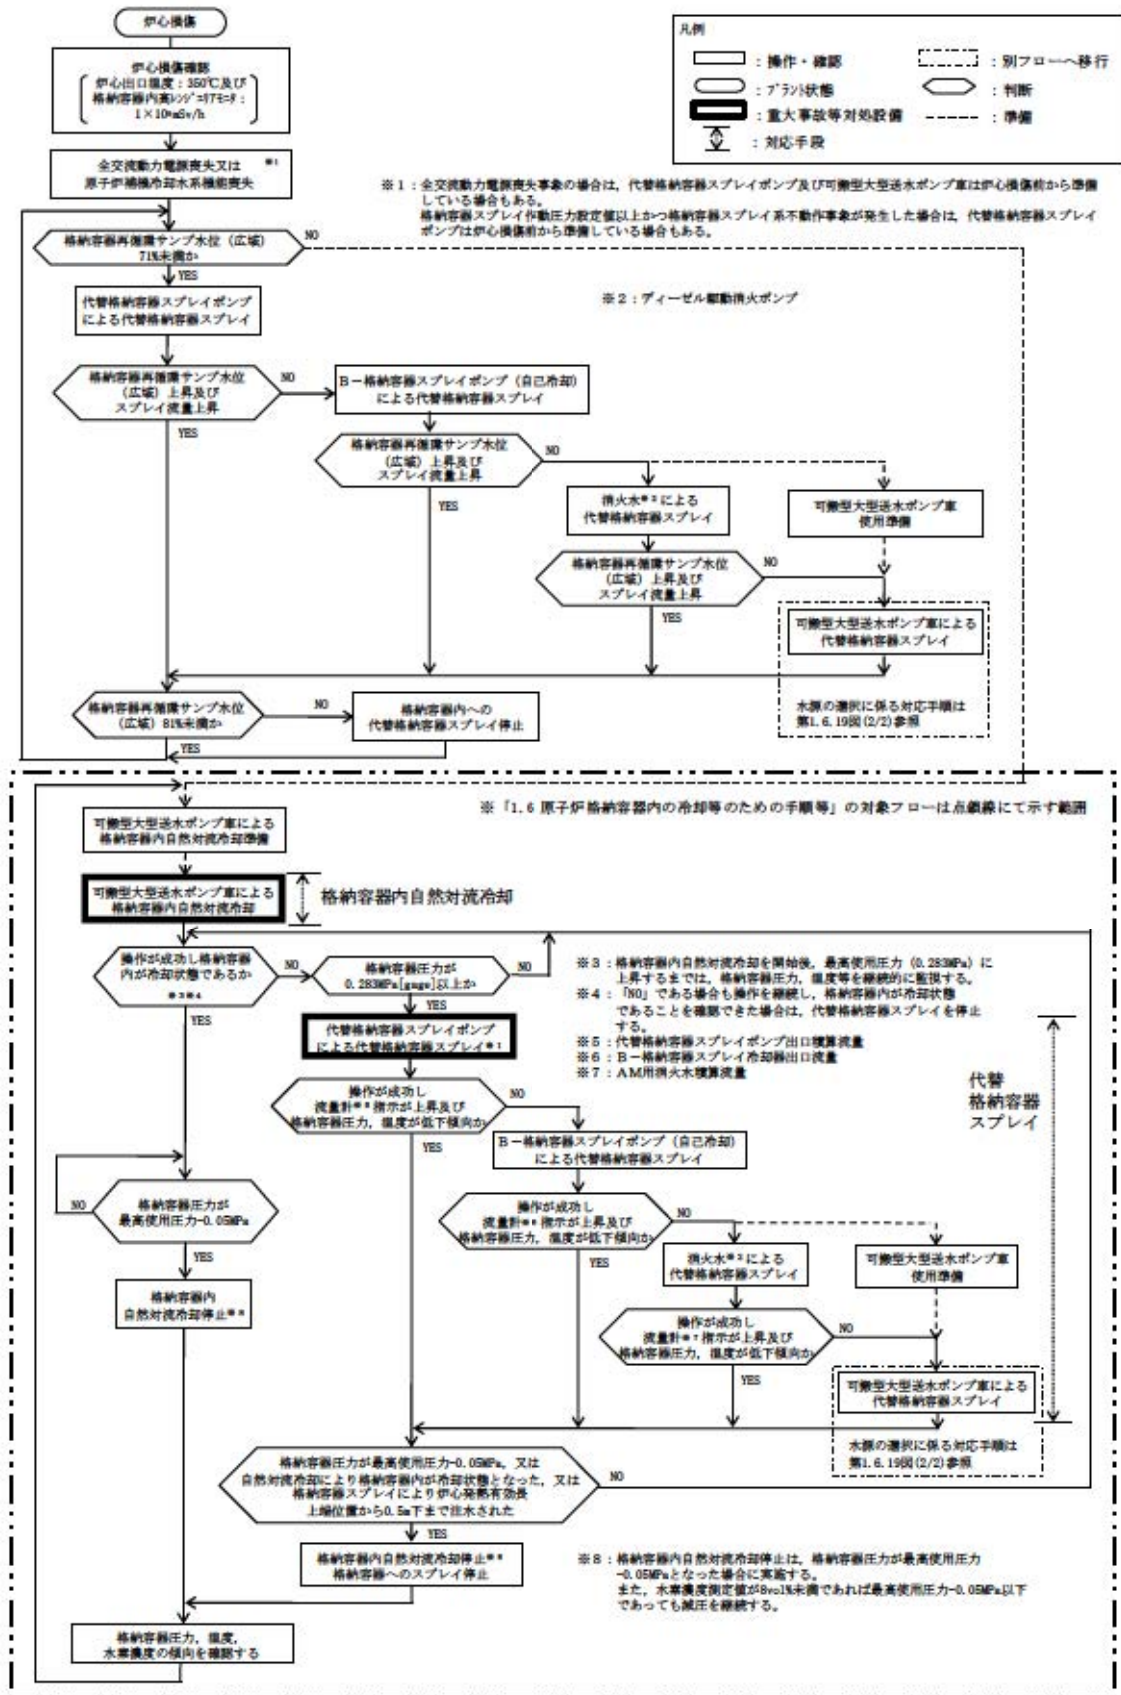 炉心損傷
炉心損傷確認
炉心出口温度:350℃及び
格納容器内高レンジエリアモニタ:
mSv/h
全交流動力電源喪失又は ※1
原子炉補機冷却水系機能喪失
凡例
:操作・確認
:プラント状態
:重大事故等対処設備
:対応手段
:別フローへ移行
:判断
:準備
※1:全交流動力電源喪失事象の場合は,代替格納容器スプレイポンプ及び可搬型大型送水ポンプ車は炉心損傷前から準備
している場合もある。
格納容器スプレイ作動圧力設定値以上かつ格納容器スプレイ系不動作事象が発生した場合は,代替格納容器スプレイ
ポンプは炉心損傷前から準備している場合もある。
格納容器再循環サンプ水位(広域)
71%未満か
NO
YES
代替格納容器スプレイポンプ
による代替格納容器スプレイ
※2:ディーゼル駆動消火ポンプ
格納容器再循環サンプ水位
(広域)上昇及び
スプレイ流量上昇
NO
YES
B-格納容器スプレイポンプ(自己冷却)
による代替格納容器スプレイ
格納容器再循環サンプ水位
(広域)上昇及び
スプレイ流量上昇
NO
YES
消火水※2による
代替格納容器スプレイ
可搬型大型送水ポンプ車
使用準備
格納容器再循環サンプ水位
(広域)上昇及び
スプレイ流量上昇
NO
YES
可搬型大型送水ポンプ車による
代替格納容器スプレイ
水源の選択に係る対応手順は
第1.6.19図(2/2)参照
格納容器再循環サンプ水位
(広域)81%未満か
NO
YES
格納容器内への
代替格納容器スプレイ停止
※「1.6 原子炉格納容器内の冷却等のための手順等」の対象フローは点鎖線にて示す範囲
可搬型大型送水ポンプ車による
格納容器内自然対流冷却準備
可搬型大型送水ポンプ車による
格納容器内自然対流冷却
格納容器内自然対流冷却
操作が成功し格納容器
内が冷却状態であるか
※3※4
NO
YES
格納容器圧力が
0.283MPa[gage]以上か
NO
YES
※3:格納容器内自然対流冷却を開始後,最高使用圧力(0.283MPa)に
上昇するまでは,格納容器圧力,温度等を継続的に監視する。
※4:「NO」である場合も操作を継続し,格納容器内が冷却状態
であることを確認できた場合は,代替格納容器スプレイを停止
する。
※5:代替格納容器スプレイポンプ出口積算流量
※6:B-格納容器スプレイ冷却器出口流量
※7:AM用消火水積算流量
代替格納容器スプレイポンプ
による代替格納容器スプレイ※1
代替
格納容器
スプレイ
操作が成功し
流量計※5指示が上昇及び
格納容器圧力,温度が低下傾向か
NO
YES
B-格納容器スプレイポンプ(自己冷却)
による代替格納容器スプレイ
格納容器圧力が
最高使用圧力-0.05MPa
NO
YES
操作が成功し
流量計※6指示が上昇及び
格納容器圧力,温度が低下傾向か
NO
YES
消火水※2による
代替格納容器スプレイ
可搬型大型送水ポンプ車
使用準備
格納容器内
自然対流冷却停止※8
操作が成功し
流量計※7指示が上昇及び
格納容器圧力,温度が低下傾向か
NO
YES
可搬型大型送水ポンプ車による
代替格納容器スプレイ
水源の選択に係る対応手順は
第1.6.19図(2/2)参照
格納容器圧力が最高使用圧力-0.05MPa,又は
自然対流冷却により格納容器内が冷却状態となった,又は
格納容器スプレイにより炉心発熱有効長
上端位置から0.5m下まで注水された
NO
YES
格納容器内自然対流冷却停止※8
格納容器へのスプレイ停止
※8:格納容器内自然対流冷却停止は,格納容器圧力が最高使用圧力
-0.05MPaとなった場合に実施する。
また,水素濃度測定値が8vol%未満であれば最高使用圧力-0.05MPa以下
であっても減圧を継続する。
格納容器圧力,温度,
水素濃度の傾向を確認する